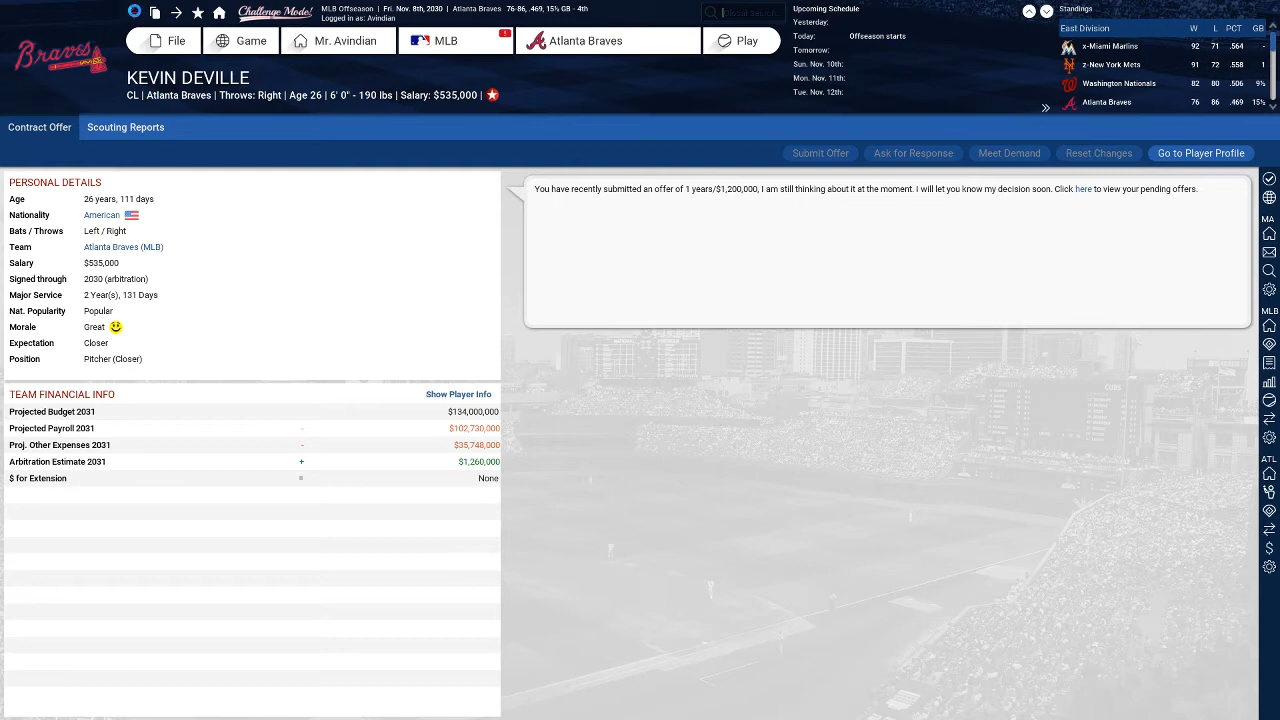 Challenge Mode!
MLB Offseason | Fri. Nov. 8th, 2030 | Atlanta Braves 76-86, .469, 15½ GB - 4th
Logged in as: Avindian
Global Search
File
Game
Mr. Avindian
MLB
Atlanta Braves
Play
Braves
KEVIN DEVILLE
CL | Atlanta Braves | Throws: Right | Age 26 | 6' 0" - 190 lbs | Salary: $535,000 |
Upcoming Schedule
Yesterday:
Today: Offseason starts
Tomorrow:
Sun. Nov. 10th:
Mon. Nov. 11th:
Tue. Nov. 12th:
Standings
East Division W L PCT GB
x-Miami Marlins 92 71 .564 -
z-New York Mets 91 72 .558 1
Washington Nationals 82 80 .506 9½
Atlanta Braves 76 86 .469 15½
Contract Offer
Scouting Reports
Submit Offer
Ask for Response
Meet Demand
Reset Changes
Go to Player Profile
PERSONAL DETAILS
Age 26 years, 111 days
Nationality American
Bats / Throws Left / Right
Team Atlanta Braves (MLB)
Salary $535,000
Signed through 2030 (arbitration)
Major Service 2 Year(s), 131 Days
Nat. Popularity Popular
Morale Great
Expectation Closer
Position Pitcher (Closer)
TEAM FINANCIAL INFO Show Player Info
Projected Budget 2031 $134,000,000
Projected Payroll 2031 - $102,730,000
Proj. Other Expenses 2031 - $35,748,000
Arbitration Estimate 2031 + $1,260,000
$ for Extension = None
You have recently submitted an offer of 1 years/$1,200,000, I am still thinking about it at the moment. I will let you know my decision soon. Click here to view your pending offers.
CUBS
MA
MLB
ATL
$